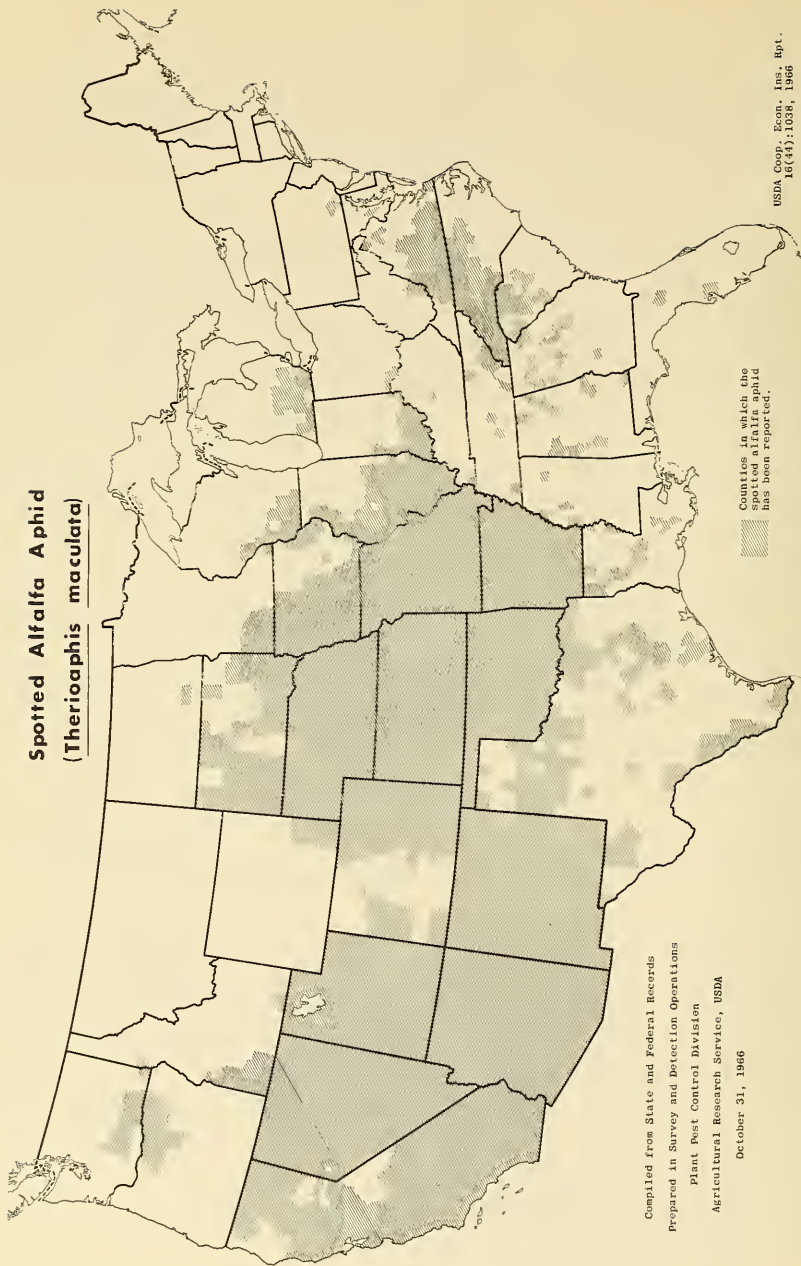 Spotted Alfalfa Aphid
(Therioaphis maculata)
Counties in which the
spotted alfalfa aphid
has been reported.
Compiled from State and Federal Records
Prepared in Survey and Detection Operations
Plant Pest Control Division
Agricultural Research Service, USDA
October 31, 1966
USDA Coop. Econ. Ins. Rpt.
16(44):1038, 1966